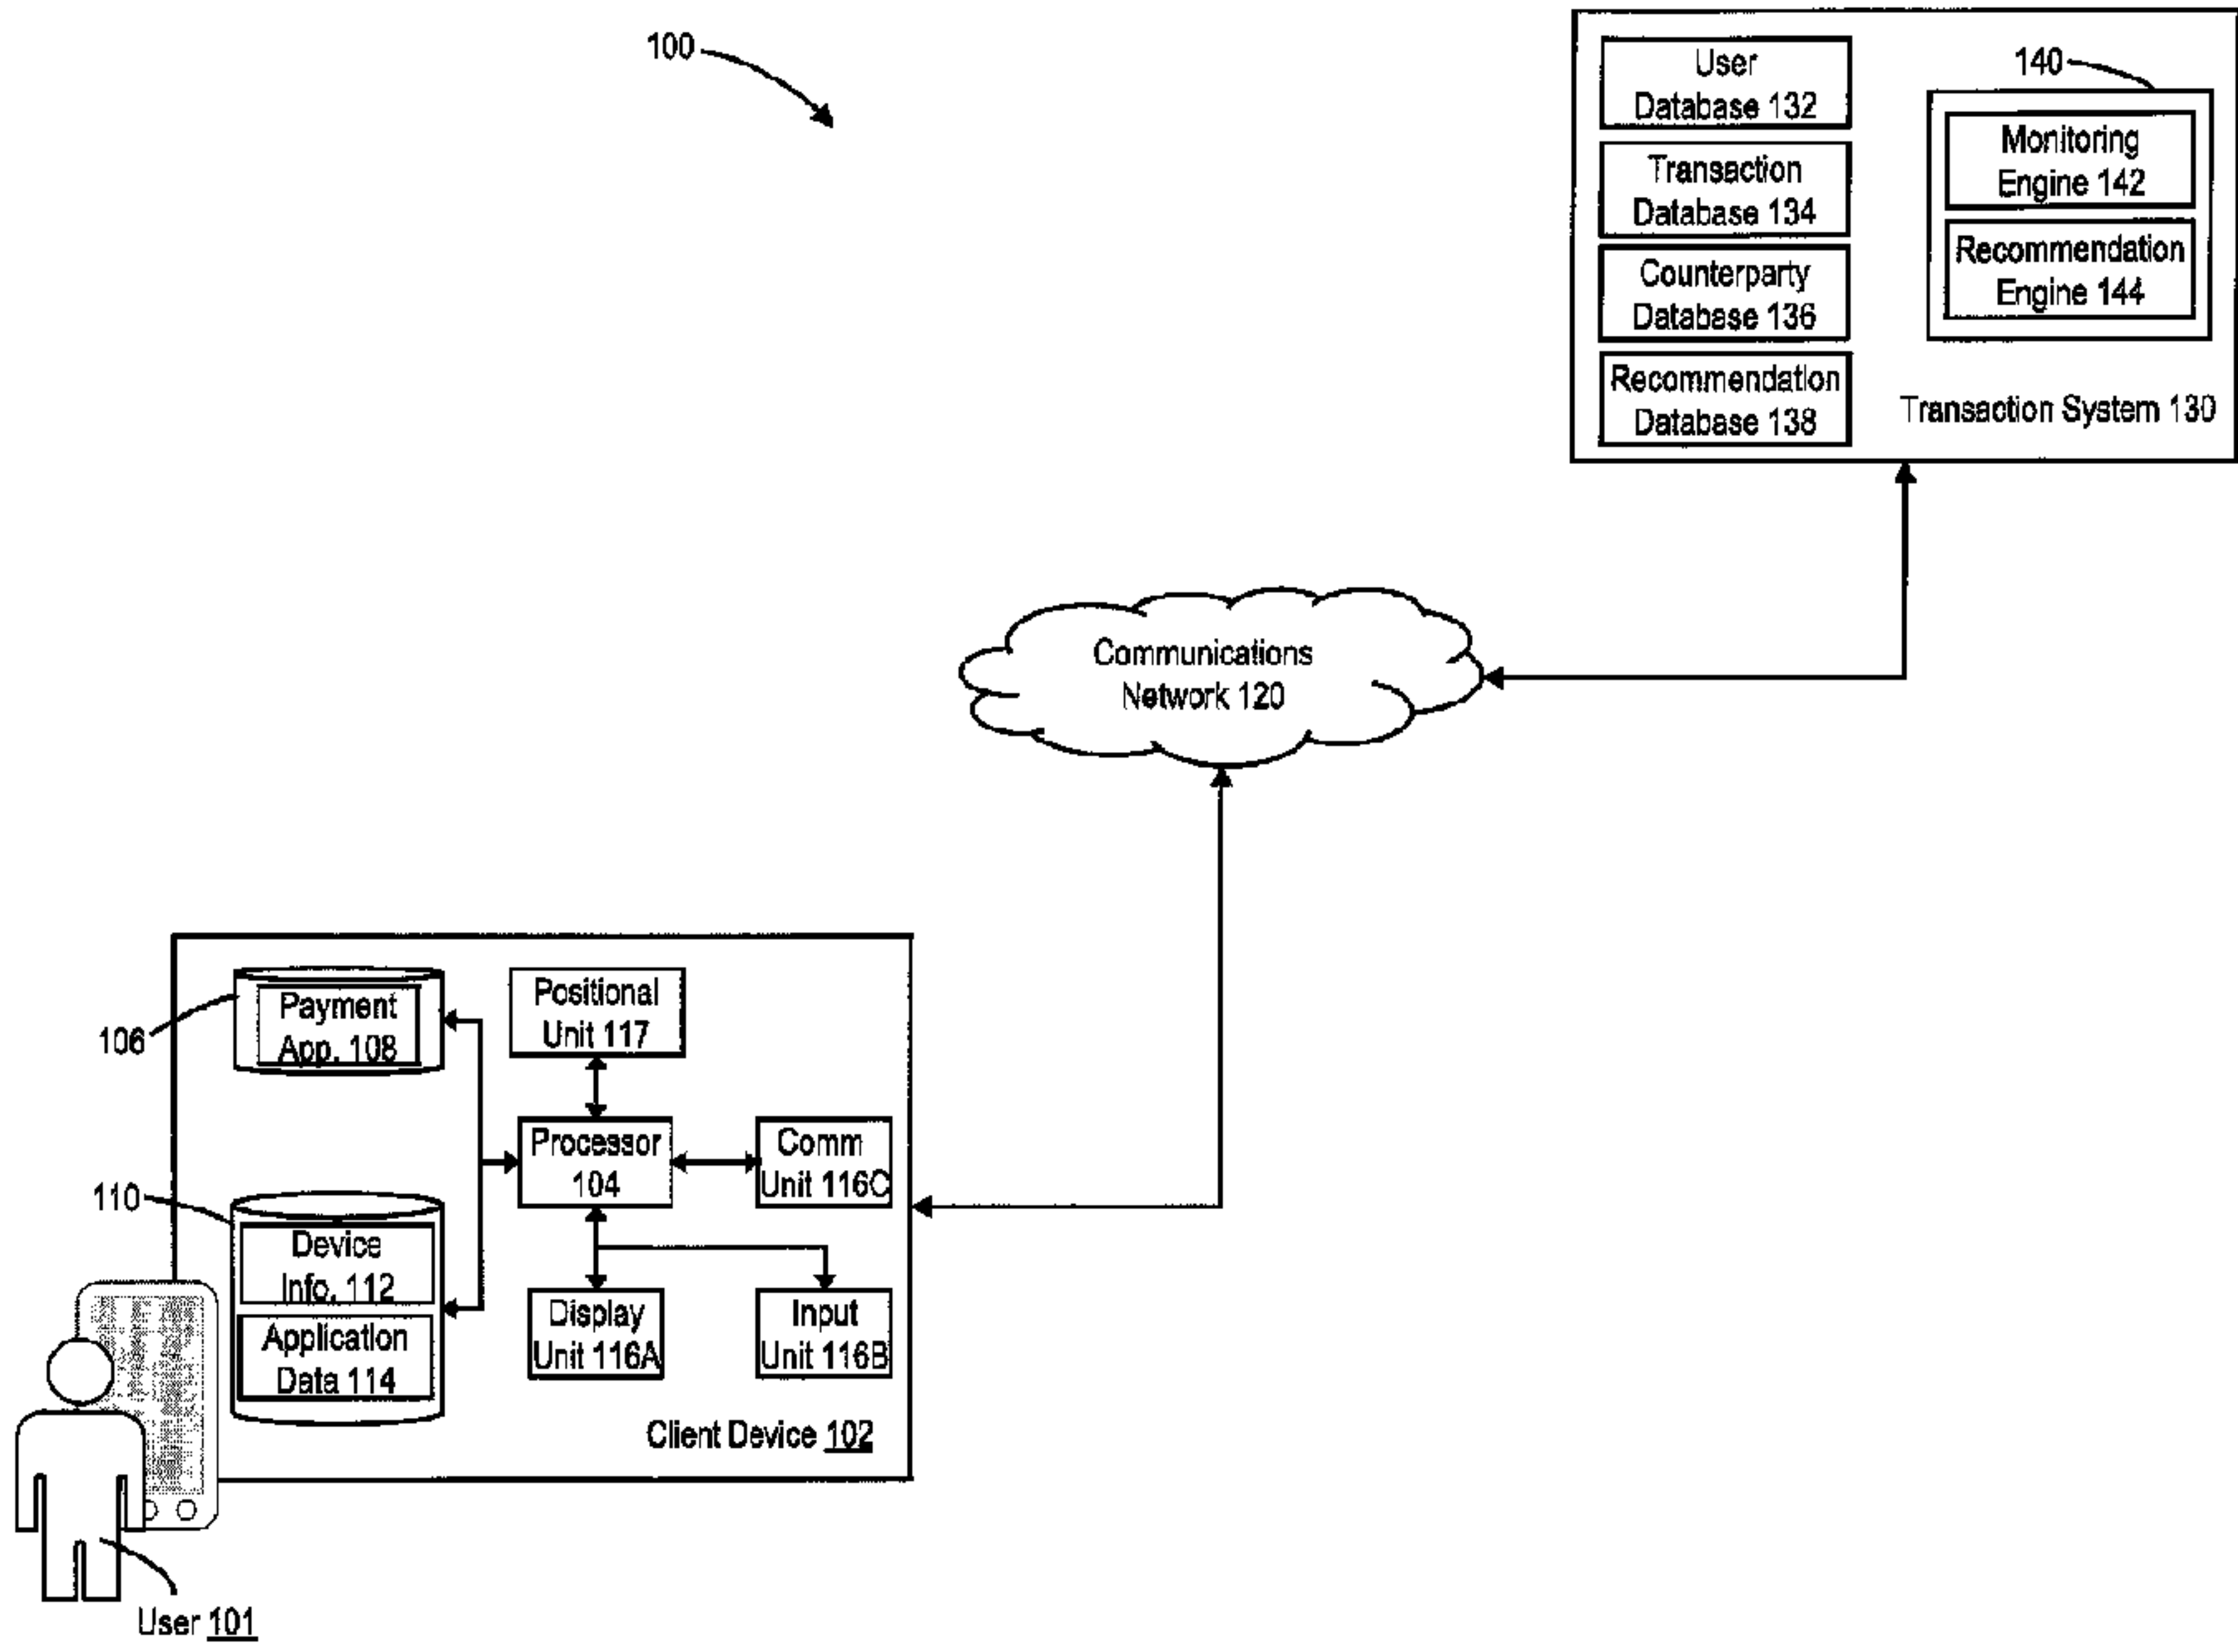 100
User
Database 132
Transaction
Database 134
Counterparty
Database 136
Recommendation
Database 138
140
Monitoring
Engine 142
Recommendation
Engine 144
Transaction System 130
Communications
Network 120
106
Payment
App. 108
Positional
Unit 117
Processor
104
Comm
Unit 116C
110
Device
Info. 112
Application
Data 114
Display
Unit 116A
Input
Unit 116B
Client Device 102
User 101